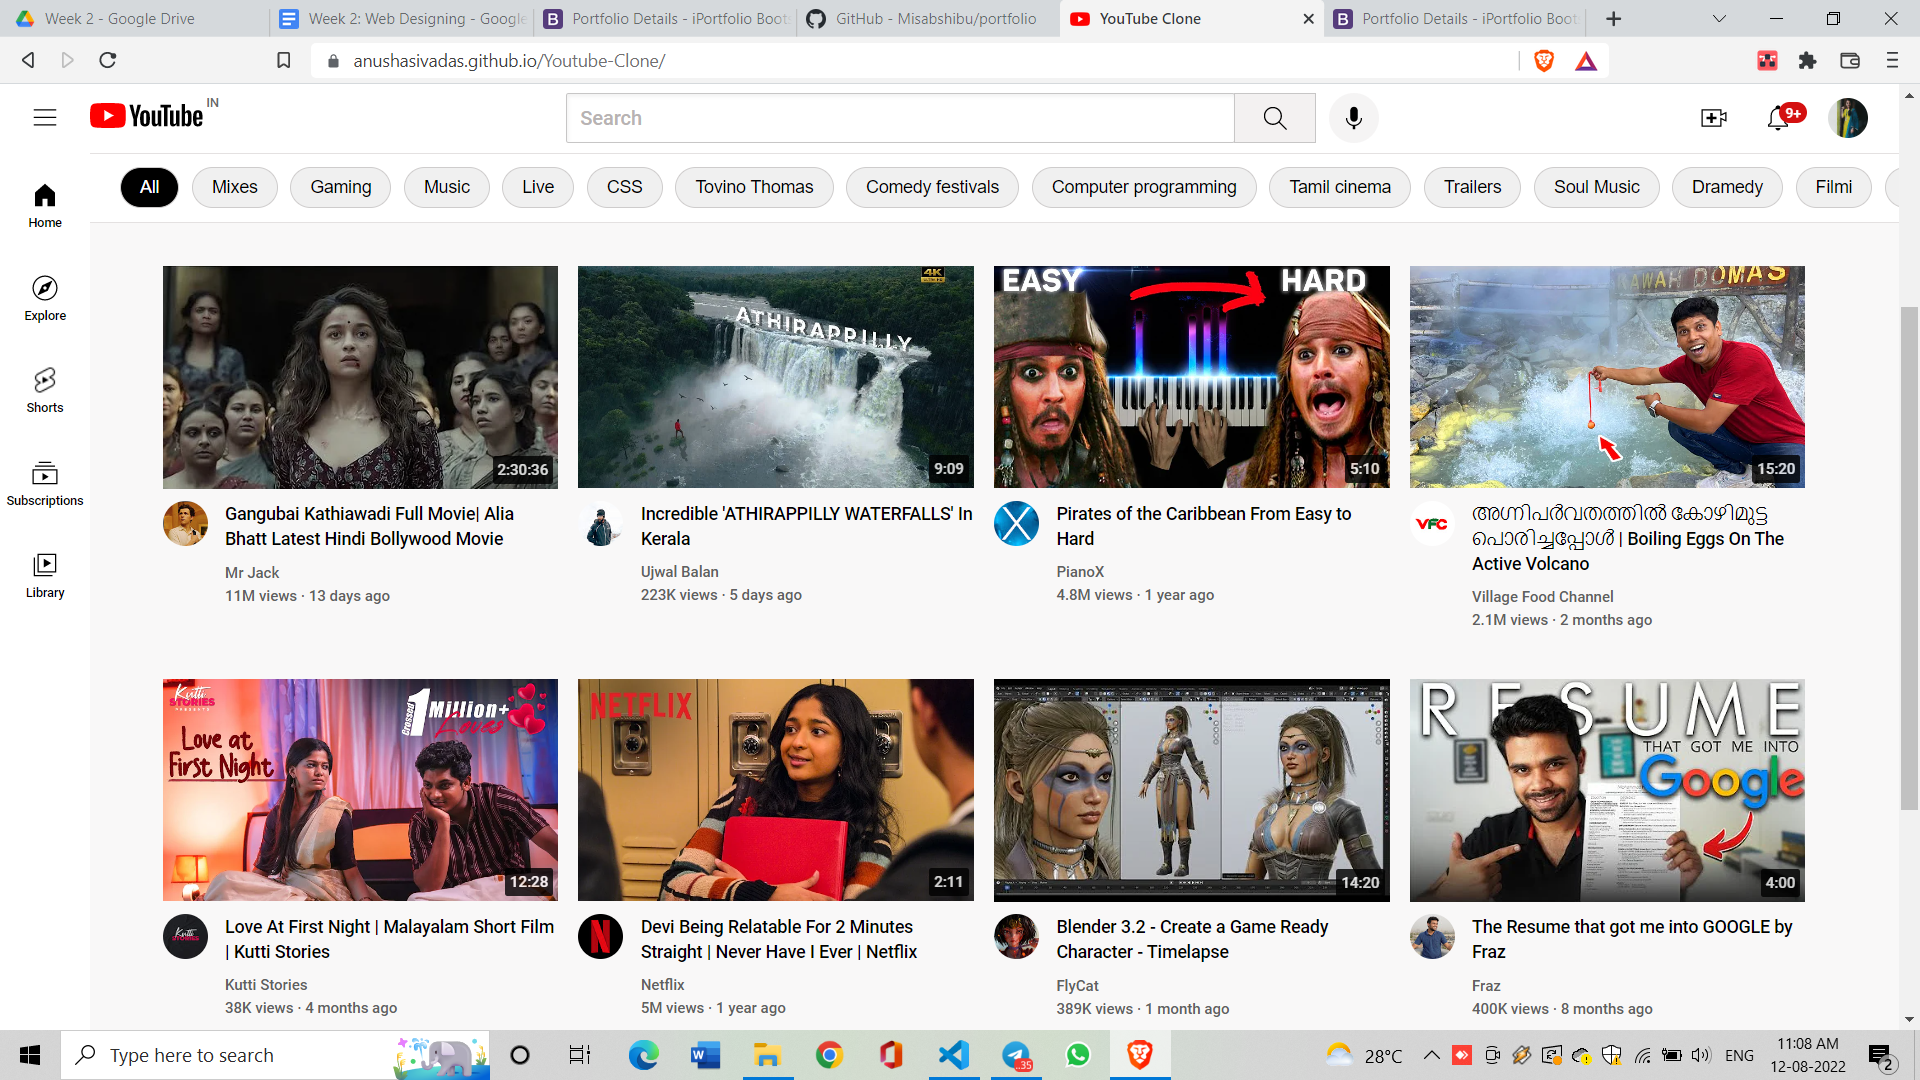 Week 2 - Google Drive
Week 2: Web Designing - Google
Portfolio Details - iPortfolio Boots
GitHub - Misabshibu/portfolio
YouTube Clone
Portfolio Details - iPortfolio Boots
anushasivadas.github.io/Youtube-Clone/
YouTube IN
Search
9+
All
Mixes
Gaming
Music
Live
CSS
Tovino Thomas
Comedy festivals
Computer programming
Tamil cinema
Trailers
Soul Music
Dramedy
Filmi
Home
Explore
Shorts
Subscriptions
Library
2:30:36
Gangubai Kathiawadi Full Movie| Alia
Bhatt Latest Hindi Bollywood Movie
Mr Jack
11M views · 13 days ago
4K
ATHIRAPPILLY
9:09
Incredible 'ATHIRAPPILLY WATERFALLS' In
Kerala
Ujwal Balan
223K views · 5 days ago
EASY
HARD
5:10
Pirates of the Caribbean From Easy to
Hard
PianoX
4.8M views · 1 year ago
KAWAH DOMAS
15:20
VFC
അഗ്നിപർവതത്തിൽ കോഴിമുട്ട
പൊരിച്ചപ്പോൾ | Boiling Eggs On The
Active Volcano
Village Food Channel
2.1M views · 2 months ago
Kutti
STORIES
PRESENTS
Crossed 1 Million+
Loves
Love at
First Night
12:28
Love At First Night | Malayalam Short Film
| Kutti Stories
Kutti Stories
38K views · 4 months ago
NETFLIX
2:11
N
Devi Being Relatable For 2 Minutes
Straight | Never Have I Ever | Netflix
Netflix
5M views · 1 year ago
14:20
Blender 3.2 - Create a Game Ready
Character - Timelapse
FlyCat
389K views · 1 month ago
RESUME
THAT GOT ME INTO
Google
4:00
The Resume that got me into GOOGLE by
Fraz
Fraz
400K views · 8 months ago
Type here to search
..35
28°C
ENG
11:08 AM
12-08-2022
2